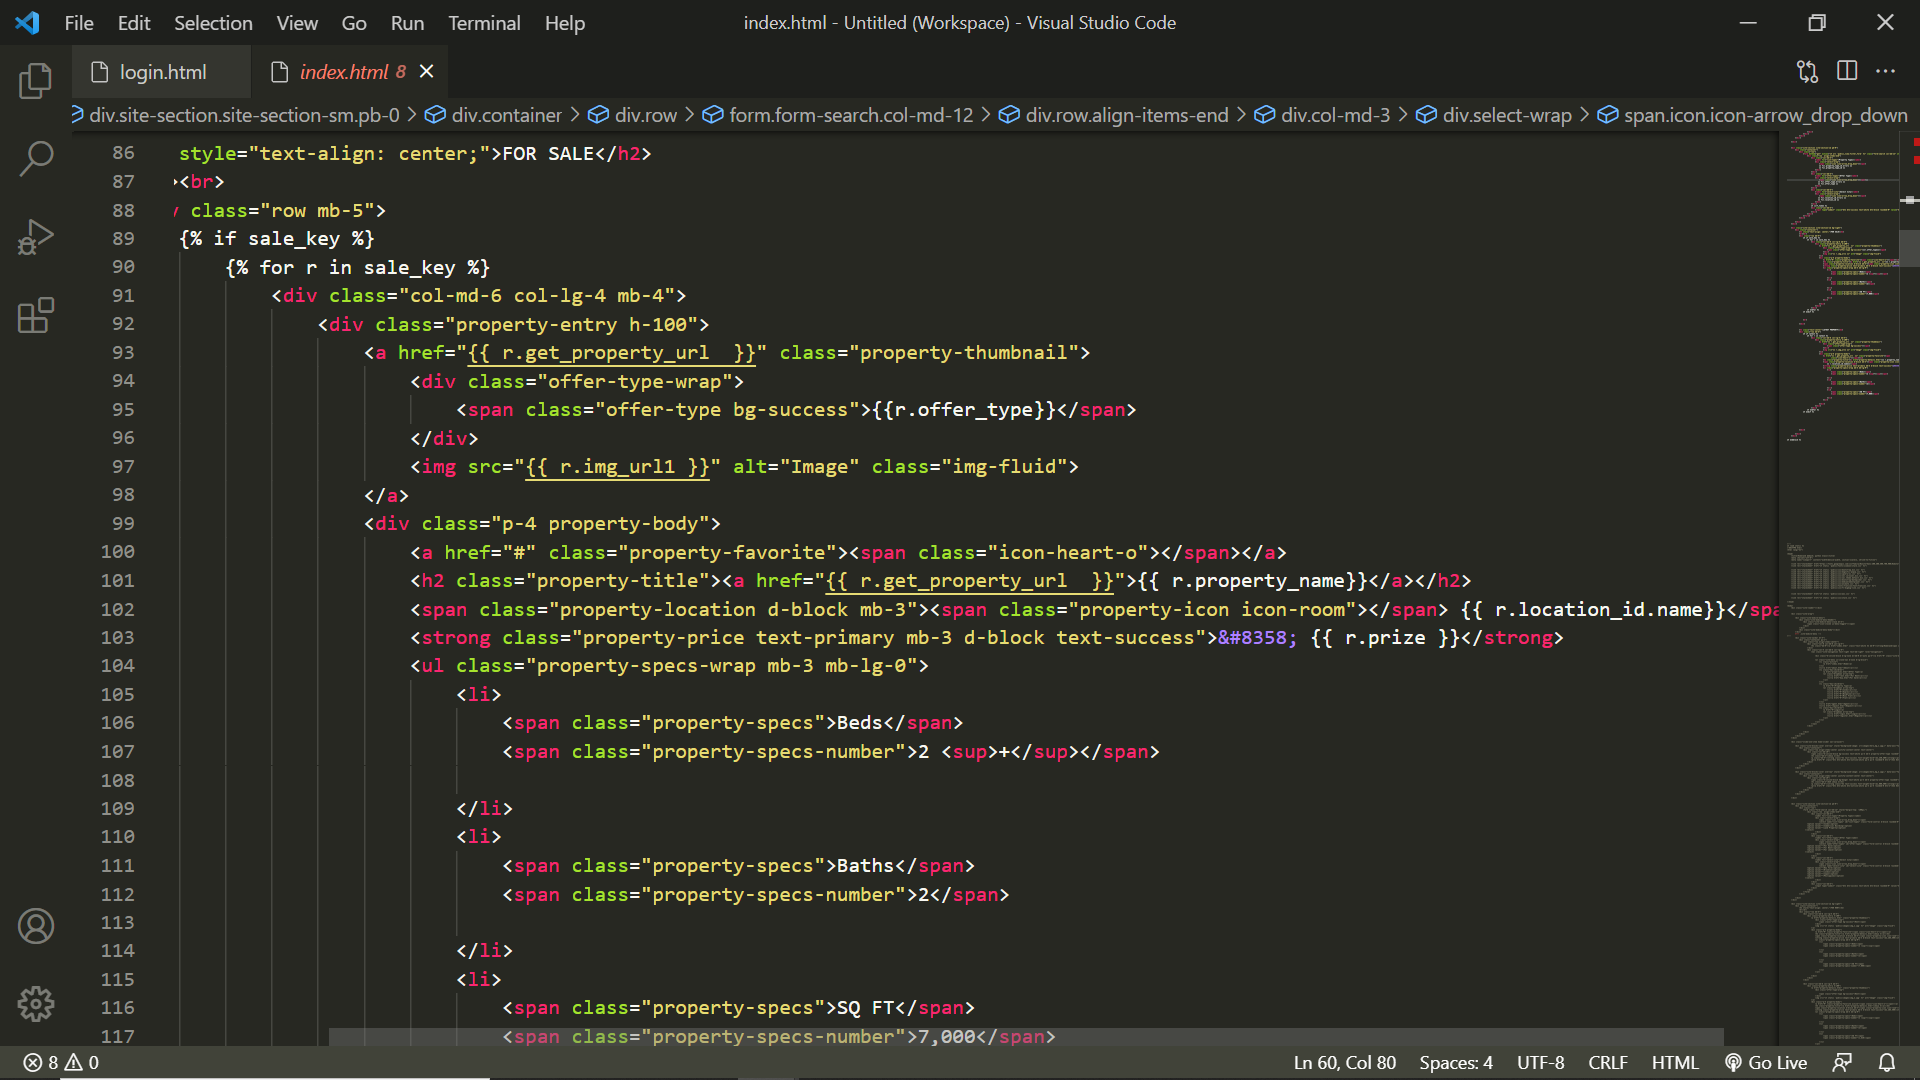 File Edit Selection View Go Run Terminal Help
index.html - Untitled (Workspace) - Visual Studio Code
login.html
index.html 8
div.site-section.site-section-sm.pb-0 > div.container > div.row > form.form-search.col-md-12 > div.row.align-items-end > div.col-md-3 > div.select-wrap > span.icon.icon-arrow_drop_down
86 style="text-align: center;">FOR SALE</h2>
87 <br>
88 class="row mb-5">
89 {% if sale_key %}
90 {% for r in sale_key %}
91 <div class="col-md-6 col-lg-4 mb-4">
92 <div class="property-entry h-100">
93 <a href="{{ r.get_property_url  }}" class="property-thumbnail">
94 <div class="offer-type-wrap">
95 <span class="offer-type bg-success">{{r.offer_type}}</span>
96 </div>
97 <img src="{{ r.img_url1 }}" alt="Image" class="img-fluid">
98 </a>
99 <div class="p-4 property-body">
100 <a href="#" class="property-favorite"><span class="icon-heart-o"></span></a>
101 <h2 class="property-title"><a href="{{ r.get_property_url  }}">{{ r.property_name}}</a></h2>
102 <span class="property-location d-block mb-3"><span class="property-icon icon-room"></span> {{ r.location_id.name}}</spa
103 <strong class="property-price text-primary mb-3 d-block text-success">&#8358; {{ r.prize }}</strong>
104 <ul class="property-specs-wrap mb-3 mb-lg-0">
105 <li>
106 <span class="property-specs">Beds</span>
107 <span class="property-specs-number">2 <sup>+</sup></span>
108
109 </li>
110 <li>
111 <span class="property-specs">Baths</span>
112 <span class="property-specs-number">2</span>
113
114 </li>
115 <li>
116 <span class="property-specs">SQ FT</span>
117 <span class="property-specs-number">7,000</span>
8 0
Ln 60, Col 80 Spaces: 4 UTF-8 CRLF HTML Go Live